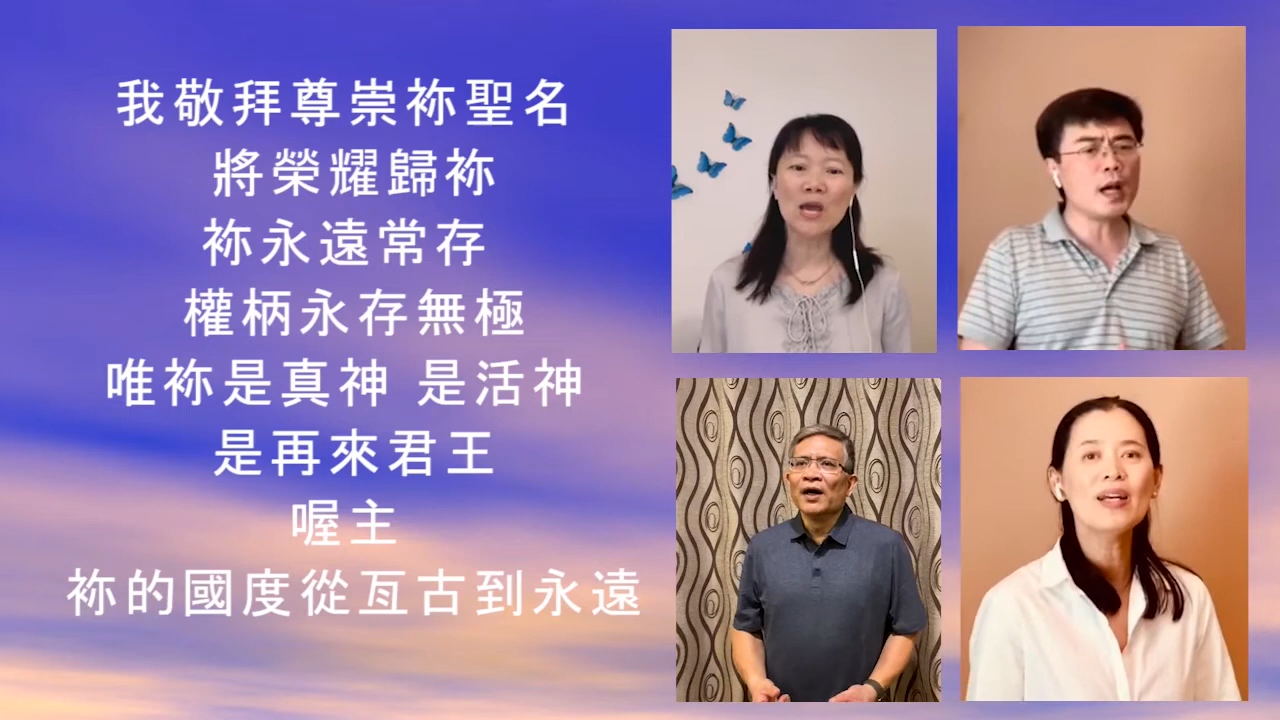 我敬拜尊崇祢聖名
將榮耀歸祢
祢永遠常存
權柄永存無極
唯祢是真神 是活神
是再來君王
喔主
祢的國度從亙古到永遠